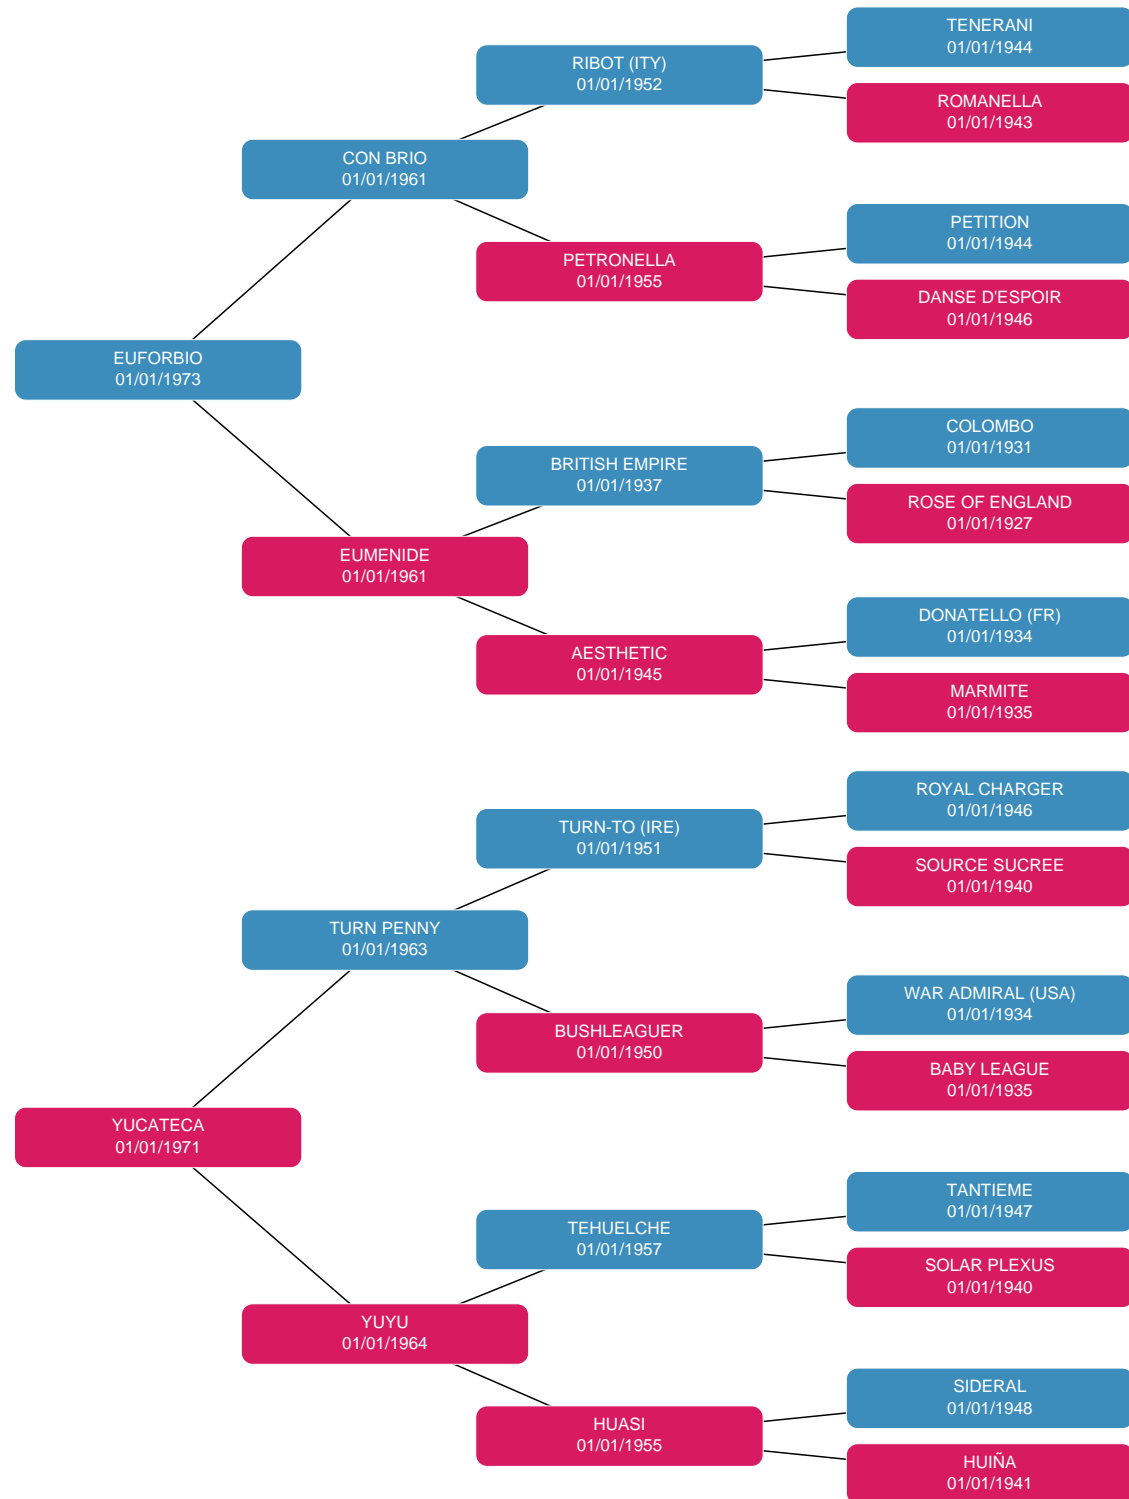 TENERANI
01/01/1944
RIBOT (ITY)
01/01/1952
ROMANELLA
01/01/1943
CON BRIO
01/01/1961
PETITION
01/01/1944
PETRONELLA
01/01/1955
DANSE D'ESPOIR
01/01/1946
EUFORBIO
01/01/1973
COLOMBO
01/01/1931
BRITISH EMPIRE
01/01/1937
ROSE OF ENGLAND
01/01/1927
EUMENIDE
01/01/1961
DONATELLO (FR)
01/01/1934
AESTHETIC
01/01/1945
MARMITE
01/01/1935
ROYAL CHARGER
01/01/1946
TURN-TO (IRE)
01/01/1951
SOURCE SUCREE
01/01/1940
TURN PENNY
01/01/1963
WAR ADMIRAL (USA)
01/01/1934
BUSHLEAGUER
01/01/1950
BABY LEAGUE
01/01/1935
YUCATECA
01/01/1971
TANTIEME
01/01/1947
TEHUELCHE
01/01/1957
SOLAR PLEXUS
01/01/1940
YUYU
01/01/1964
SIDERAL
01/01/1948
HUASI
01/01/1955
HUIÑA
01/01/1941